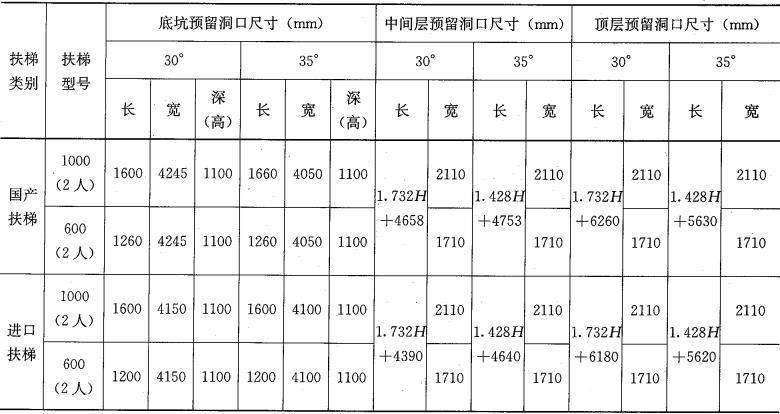 扶梯类别 扶梯型号 底坑预留洞口尺寸（mm） 中间层预留洞口尺寸（mm） 顶层预留洞口尺寸（mm）
30° 35° 30° 35° 30° 35°
长 宽 深（高） 长 宽 深（高） 长 宽 长 宽 长 宽 长 宽
国产扶梯 1000（2人） 1600 4245 1100 1660 4050 1100 1.732H+4658 2110 1.428H+4753 2110 1.732H+6260 2110 1.428H+5630 2110
600（2人） 1260 4245 1100 1260 4050 1100 1710 1710 1710 1710
进口扶梯 1000（2人） 1600 4150 1100 1600 4100 1100 1.732H+4390 2110 1.428H+4640 2110 1.732H+6180 2110 1.428H+5620 2110
600（2人） 1200 4150 1100 1200 4100 1100 1710 1710 1710 1710